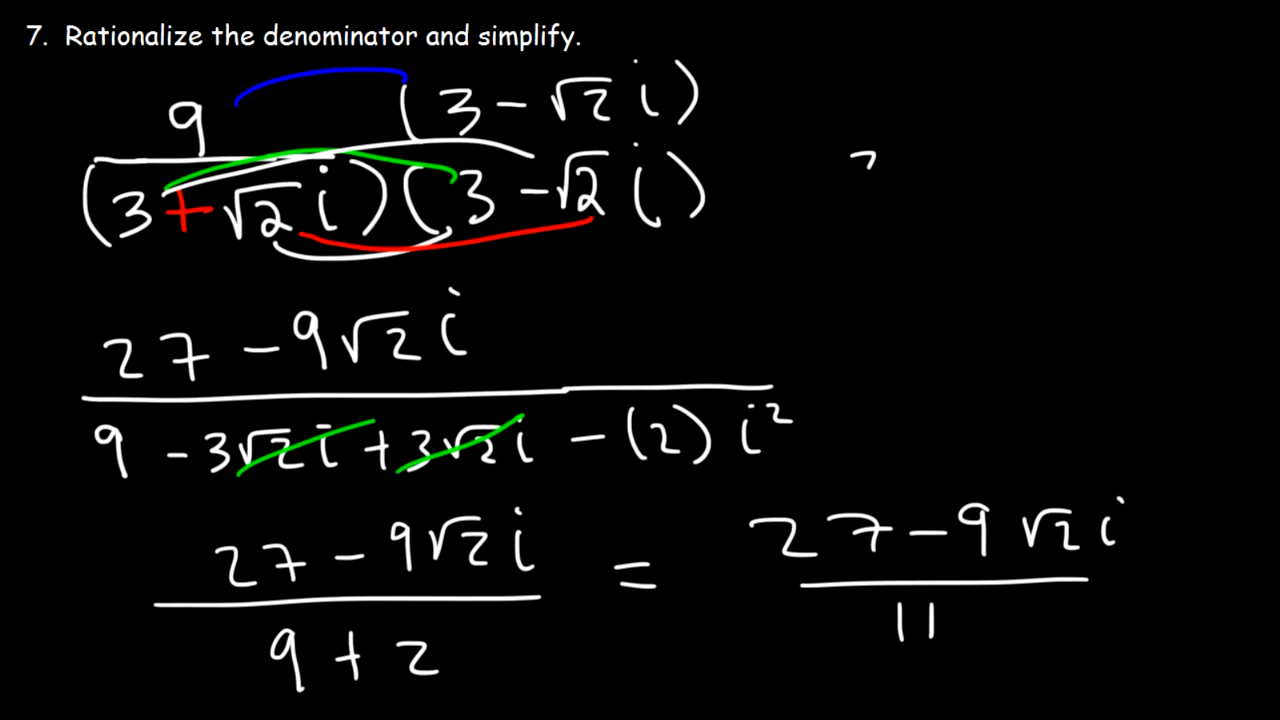 7. Rationalize the denominator and simplify.
9 (3 - √2 i)
(3 + √2 i)(3 - √2 i)
27 - 9√2 i
9 - 3√2 i + 3√2 i - (2) i²
27 - 9√2 i = 27 - 9√2 i
9 + 2 11